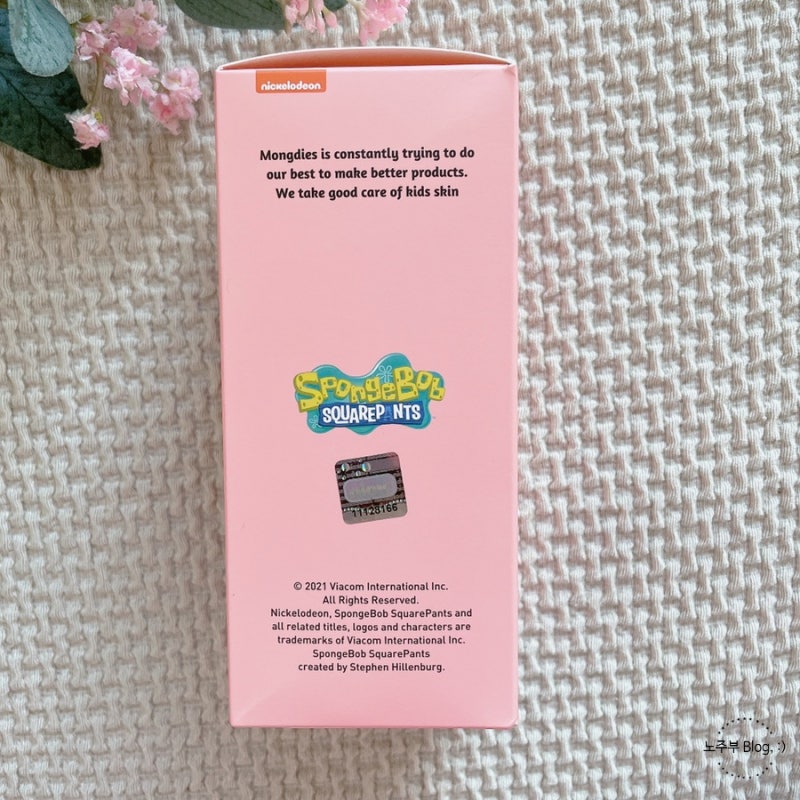 nickelodeon
Mongdies is constantly trying to do
our best to make better products.
We take good care of kids skin
SpongeBob
SQUAREPANTS
11128166
© 2021 Viacom International Inc.
All Rights Reserved.
Nickelodeon, SpongeBob SquarePants and
all related titles, logos and characters are
trademarks of Viacom International Inc.
SpongeBob SquarePants
created by Stephen Hillenburg.
노주부 Blog, :)